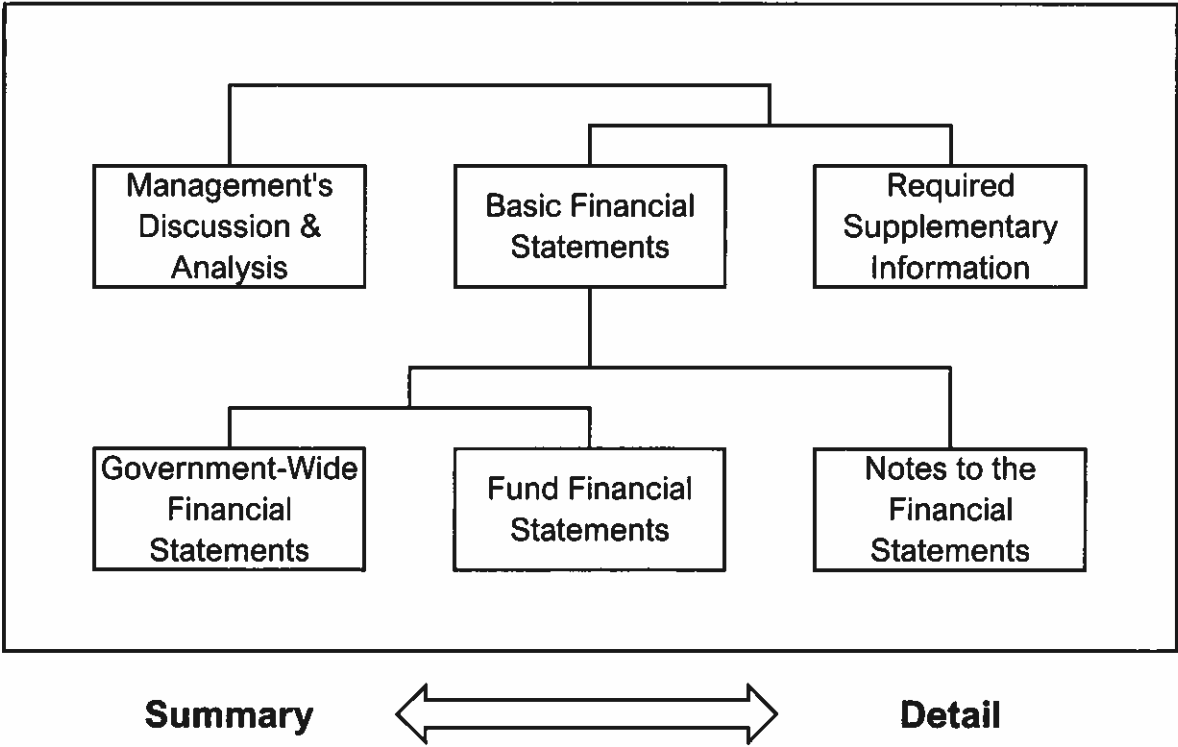 Management's
Discussion &
Analysis
Basic Financial
Statements
Required
Supplementary
Information
Government-Wide
Financial
Statements
Fund Financial
Statements
Notes to the
Financial
Statements
Summary
Detail